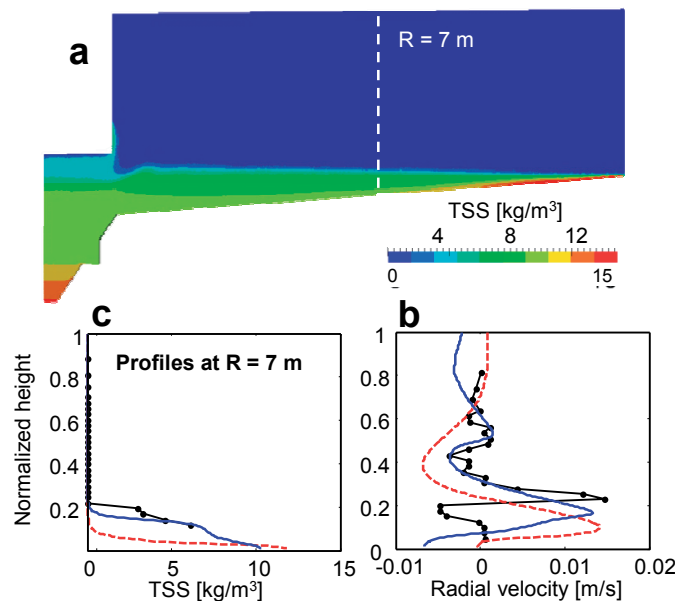 a
R = 7 m
TSS [kg/m³]
4 8 12
0 15
c
b
Profiles at R = 7 m
Normalized height
1
0.8
0.6
0.4
0.2
0 5 10 15
TSS [kg/m³]
1
0.8
0.6
0.4
0.2
0
-0.01 0 0.01 0.02
Radial velocity [m/s]